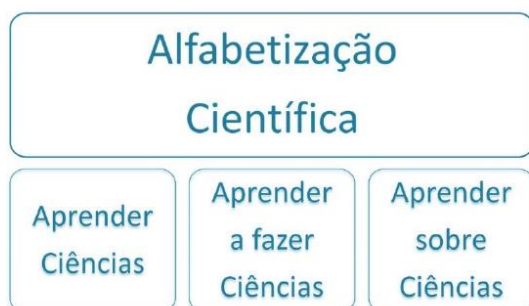 Alfabetização
Científica
Aprender
Ciências
Aprender
a fazer
Ciências
Aprender
sobre
Ciências